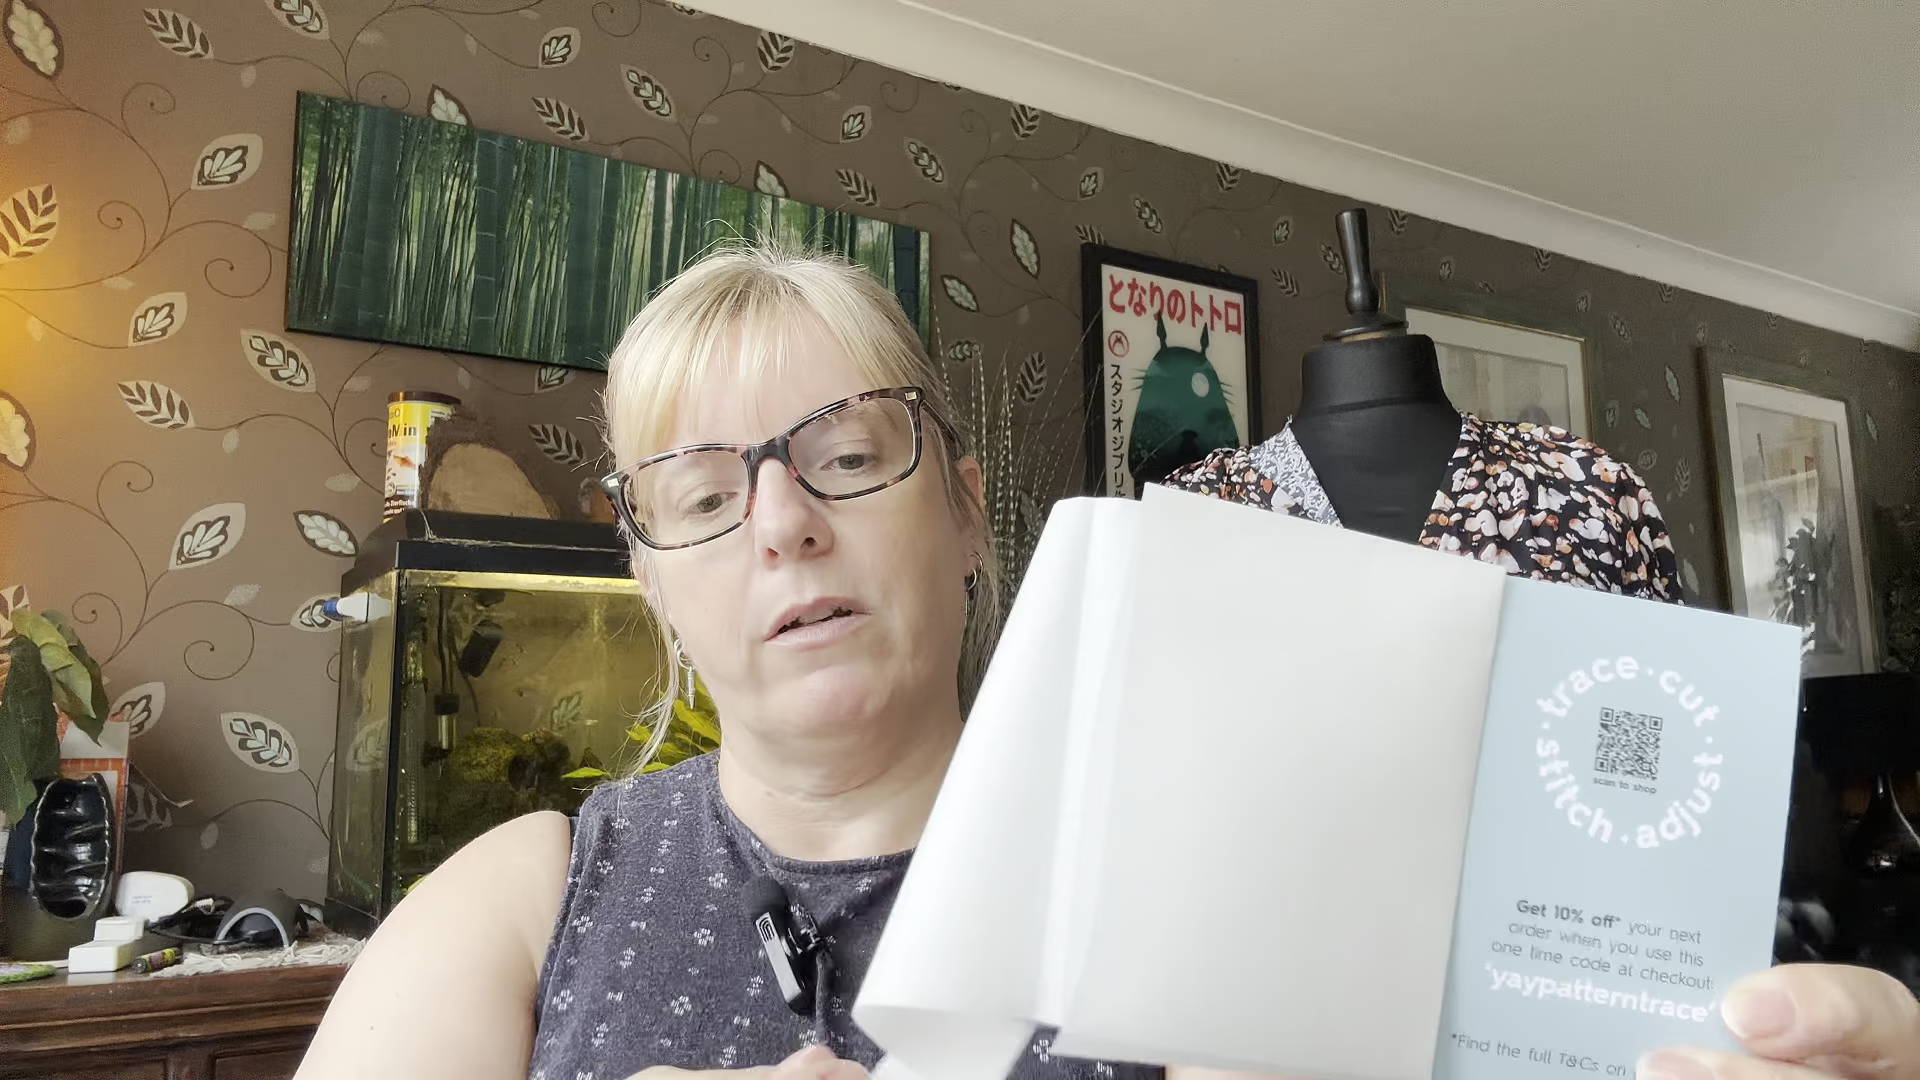 となりのトトロ
スタジオジブリ
Min
trace · cut · stitch · adjust ·
scan to shop
Get 10% off* your next
order when you use this
one time code at checkout:
'yaypatterntrace'
*Find the full T&Cs on